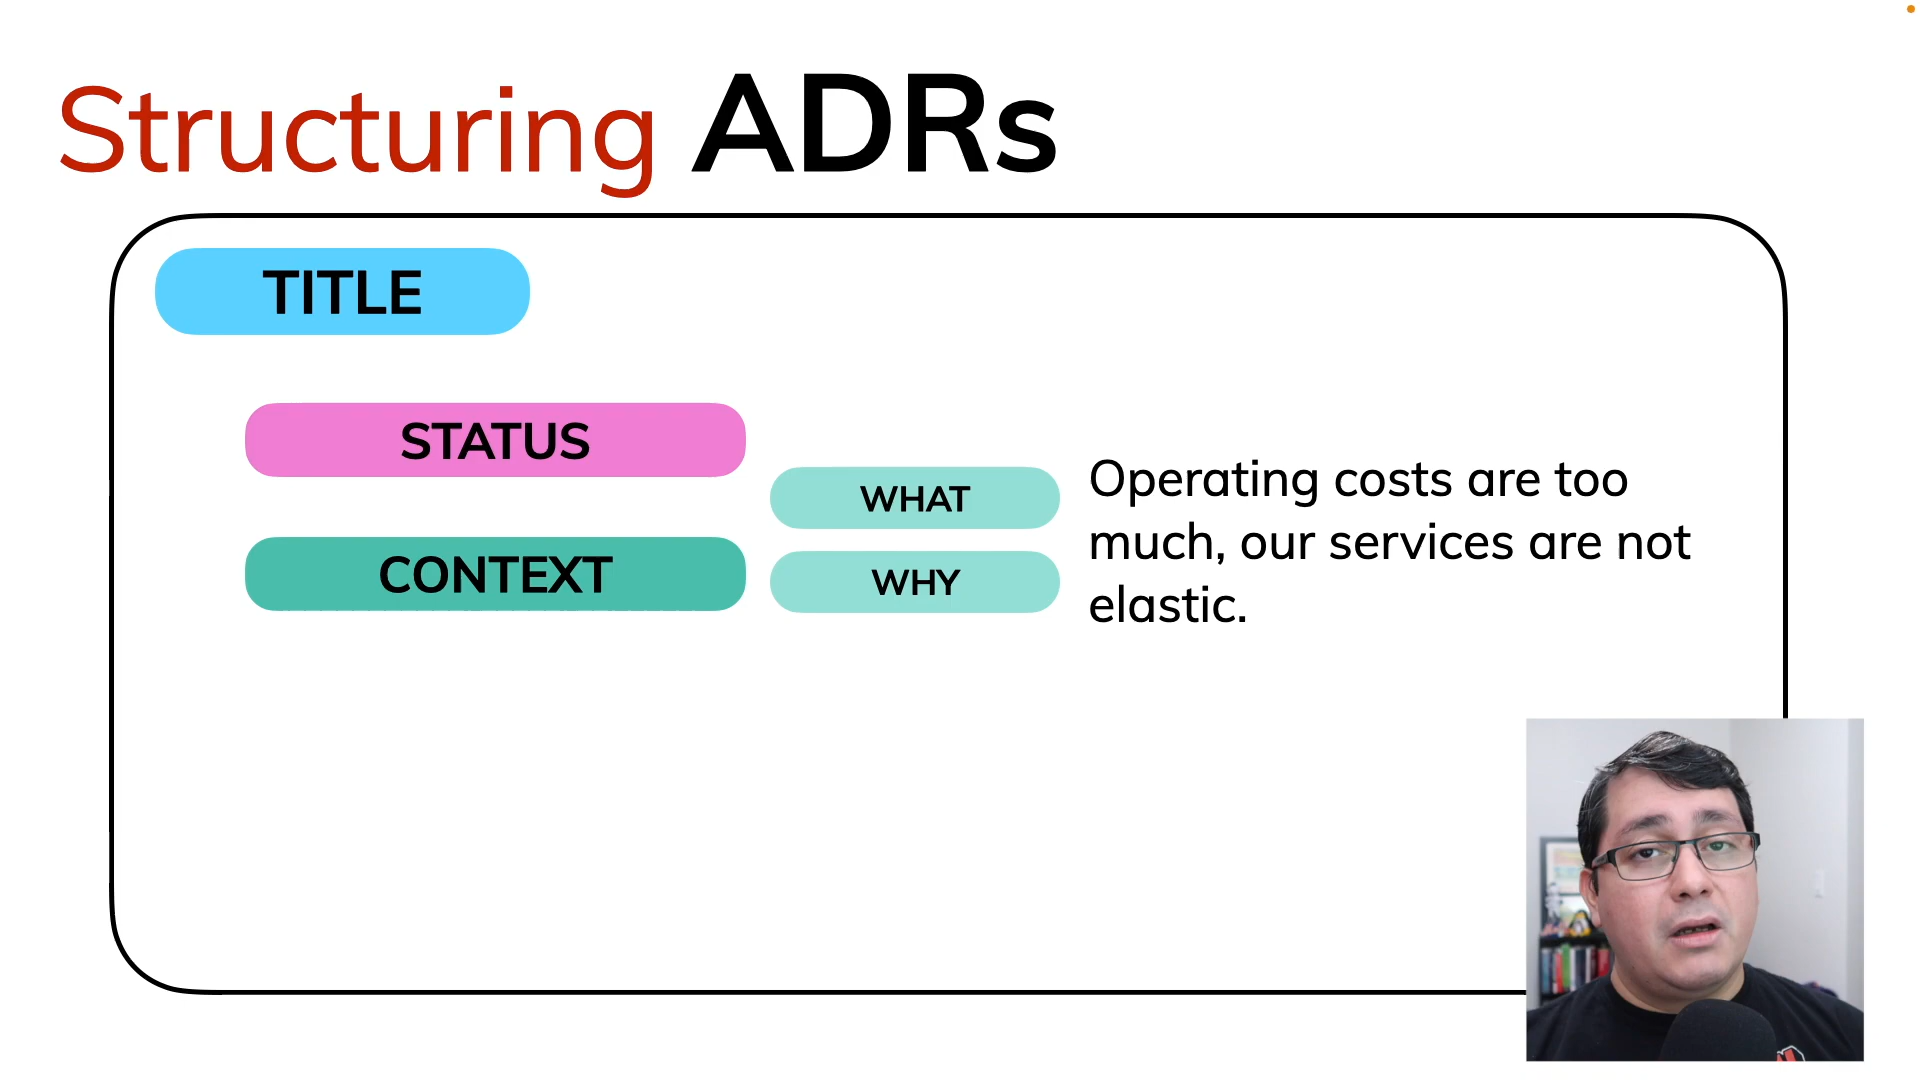 Structuring ADRs
TITLE
STATUS
CONTEXT
WHAT
WHY
Operating costs are too
much, our services are not
elastic.